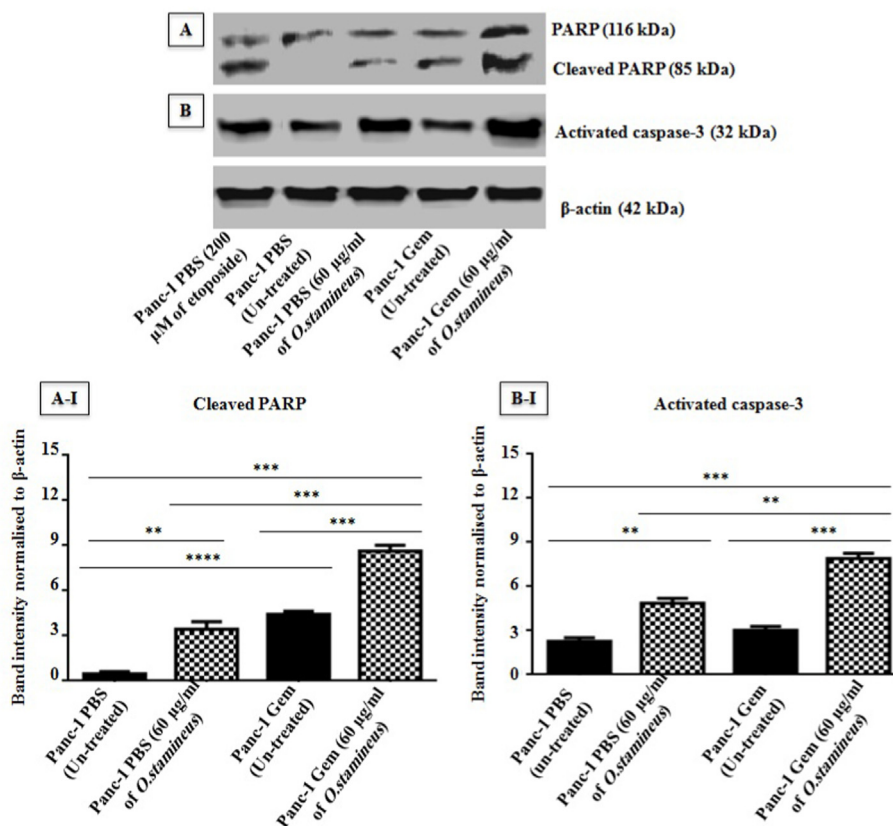 A
PARP (116 kDa)
Cleaved PARP (85 kDa)
B
Activated caspase-3 (32 kDa)
β-actin (42 kDa)
Panc-1 PBS (200
µM of etoposide)
Panc-1 PBS
(Un-treated)
Panc-1 PBS (60 µg/ml
of O.stamineus)
Panc-1 Gem
(Un-treated)
Panc-1 Gem (60 µg/ml
of O.stamineus)
A-I
Cleaved PARP
Band intensity normalised to β-actin
15
12
9
6
3
0
***
***
**
***
****
Panc-1 PBS
(Un-treated)
Panc-1 PBS (60 µg/ml
of O.stamineus)
Panc-1 Gem
(Un-treated)
Panc-1 Gem (60 µg/ml
of O.stamineus)
B-I
Activated caspase-3
Band intensity normalised to β-actin
15
12
9
6
3
0
***
**
**
***
Panc-1 PBS
(un-treated)
Panc-1 PBS (60 µg/ml
of O.stamineus)
Panc-1 Gem
(Un-treated)
Panc-1 Gem (60 µg/ml
of O.stamineus)